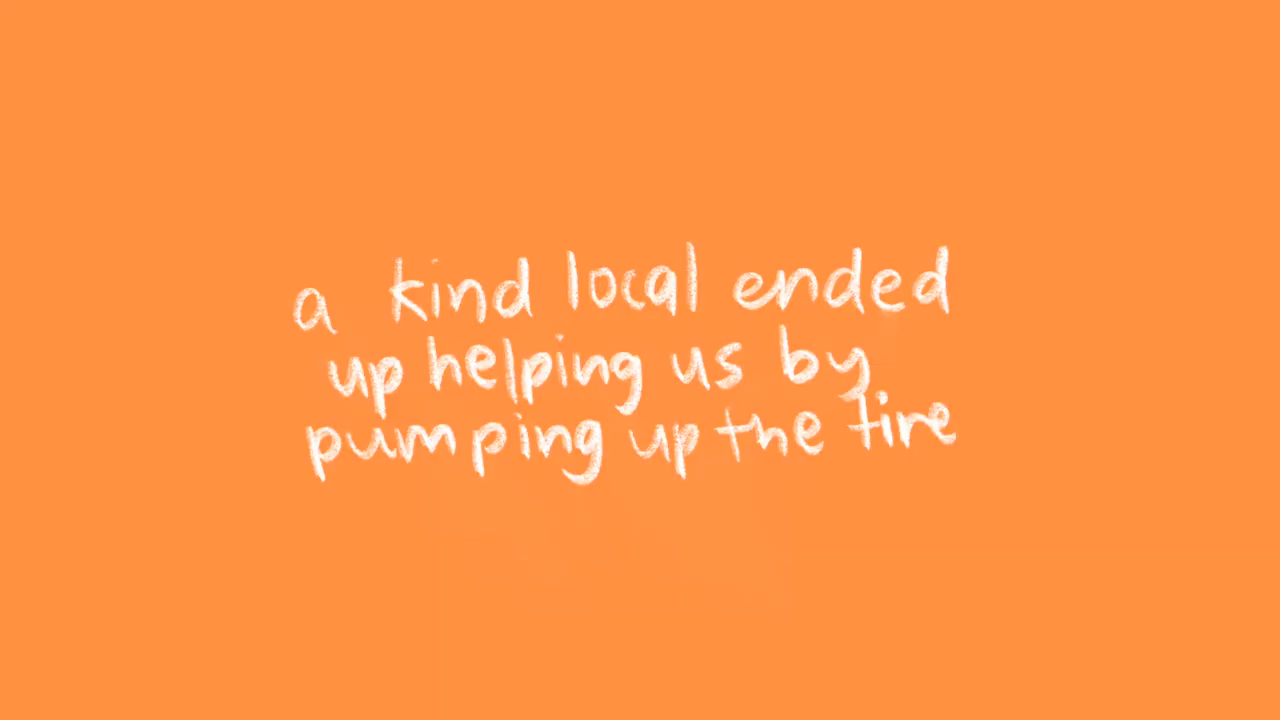 a kind local ended
up helping us by
pumping up the tire